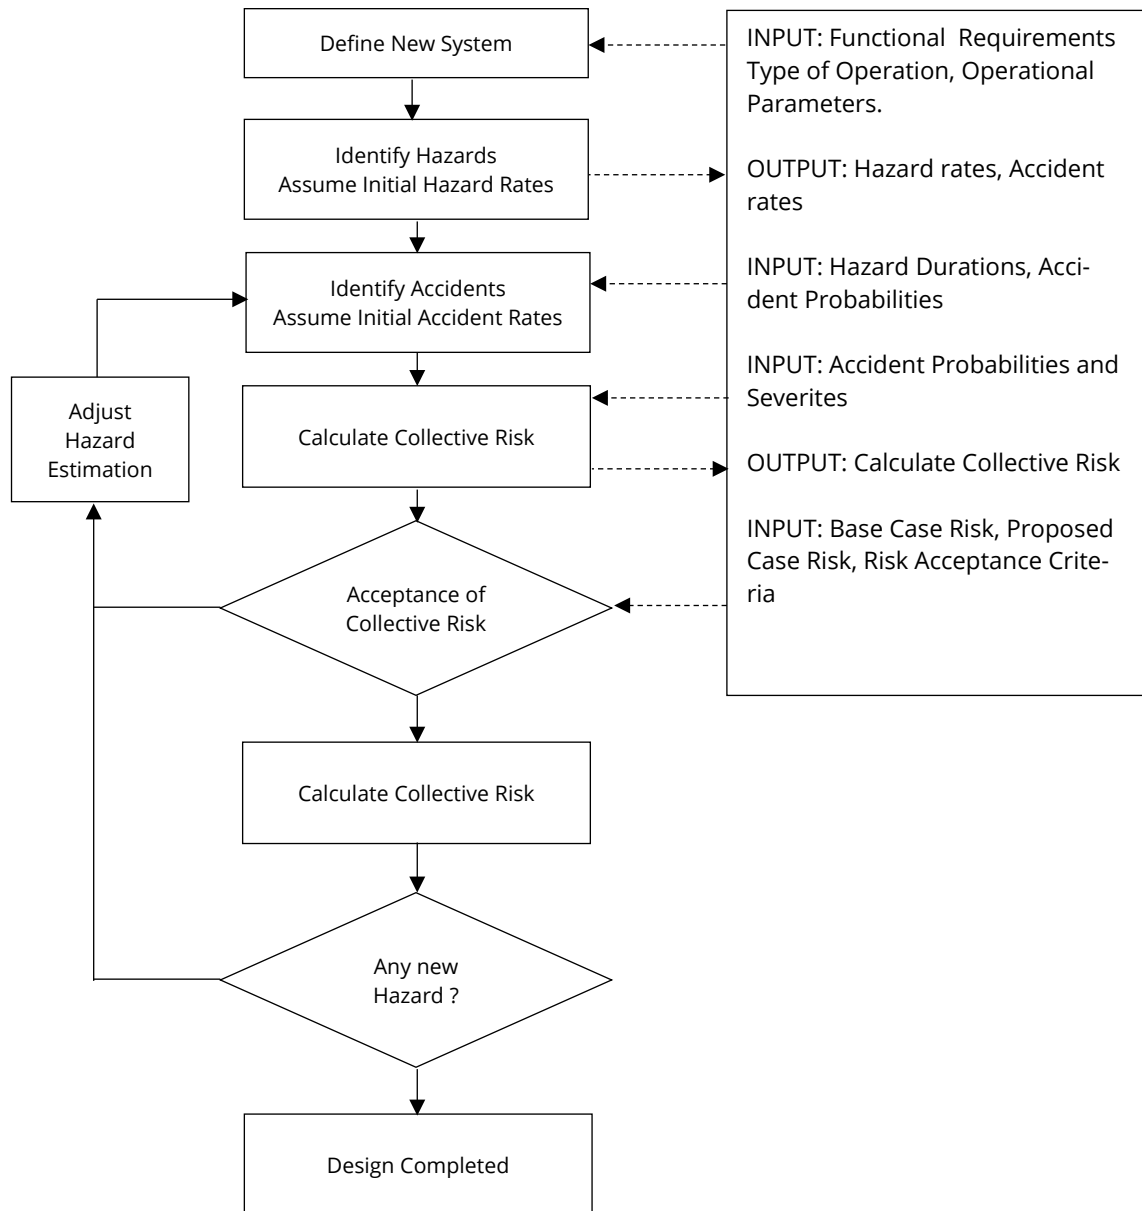 Define New System
Identify Hazards
Assume Initial Hazard Rates
Identify Accidents
Assume Initial Accident Rates
Adjust
Hazard
Estimation
Calculate Collective Risk
Acceptance of
Collective Risk
Calculate Collective Risk
Any new
Hazard ?
Design Completed
INPUT: Functional Requirements
Type of Operation, Operational
Parameters.
OUTPUT: Hazard rates, Accident
rates
INPUT: Hazard Durations, Acci-
dent Probabilities
INPUT: Accident Probabilities and
Severites
OUTPUT: Calculate Collective Risk
INPUT: Base Case Risk, Proposed
Case Risk, Risk Acceptance Crite-
ria